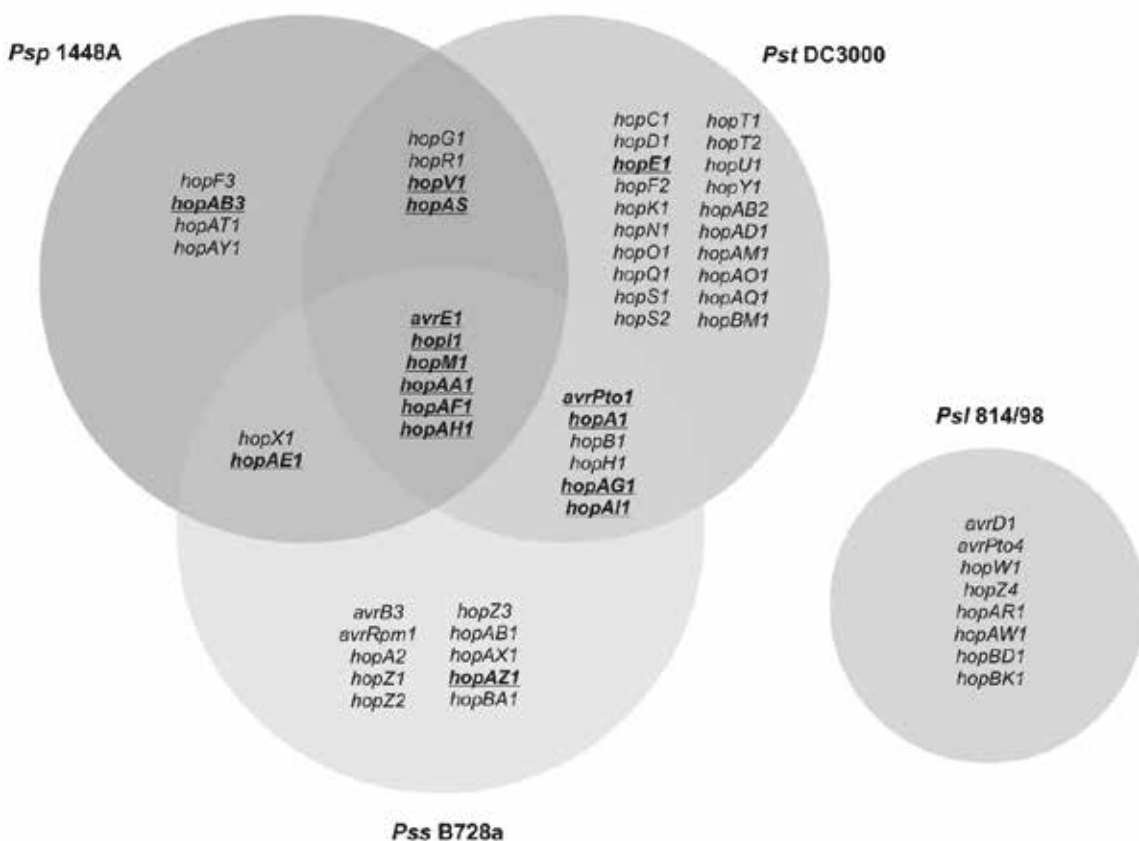 Psp 1448A
Pst DC3000
hopF3
hopAB3
hopAT1
hopAY1
hopG1
hopR1
hopV1
hopAS
hopC1 hopT1
hopD1 hopT2
hopE1 hopU1
hopF2 hopY1
hopK1 hopAB2
hopN1 hopAD1
hopO1 hopAM1
hopQ1 hopAO1
hopS1 hopAQ1
hopS2 hopBM1
avrE1
hopI1
hopM1
hopAA1
hopAF1
hopAH1
hopX1
hopAE1
avrPto1
hopA1
hopB1
hopH1
hopAG1
hopAI1
avrB3 hopZ3
avrRpm1 hopAB1
hopA2 hopAX1
hopZ1 hopAZ1
hopZ2 hopBA1
Pss B728a
Psl 814/98
avrD1
avrPto4
hopW1
hopZ4
hopAR1
hopAW1
hopBD1
hopBK1